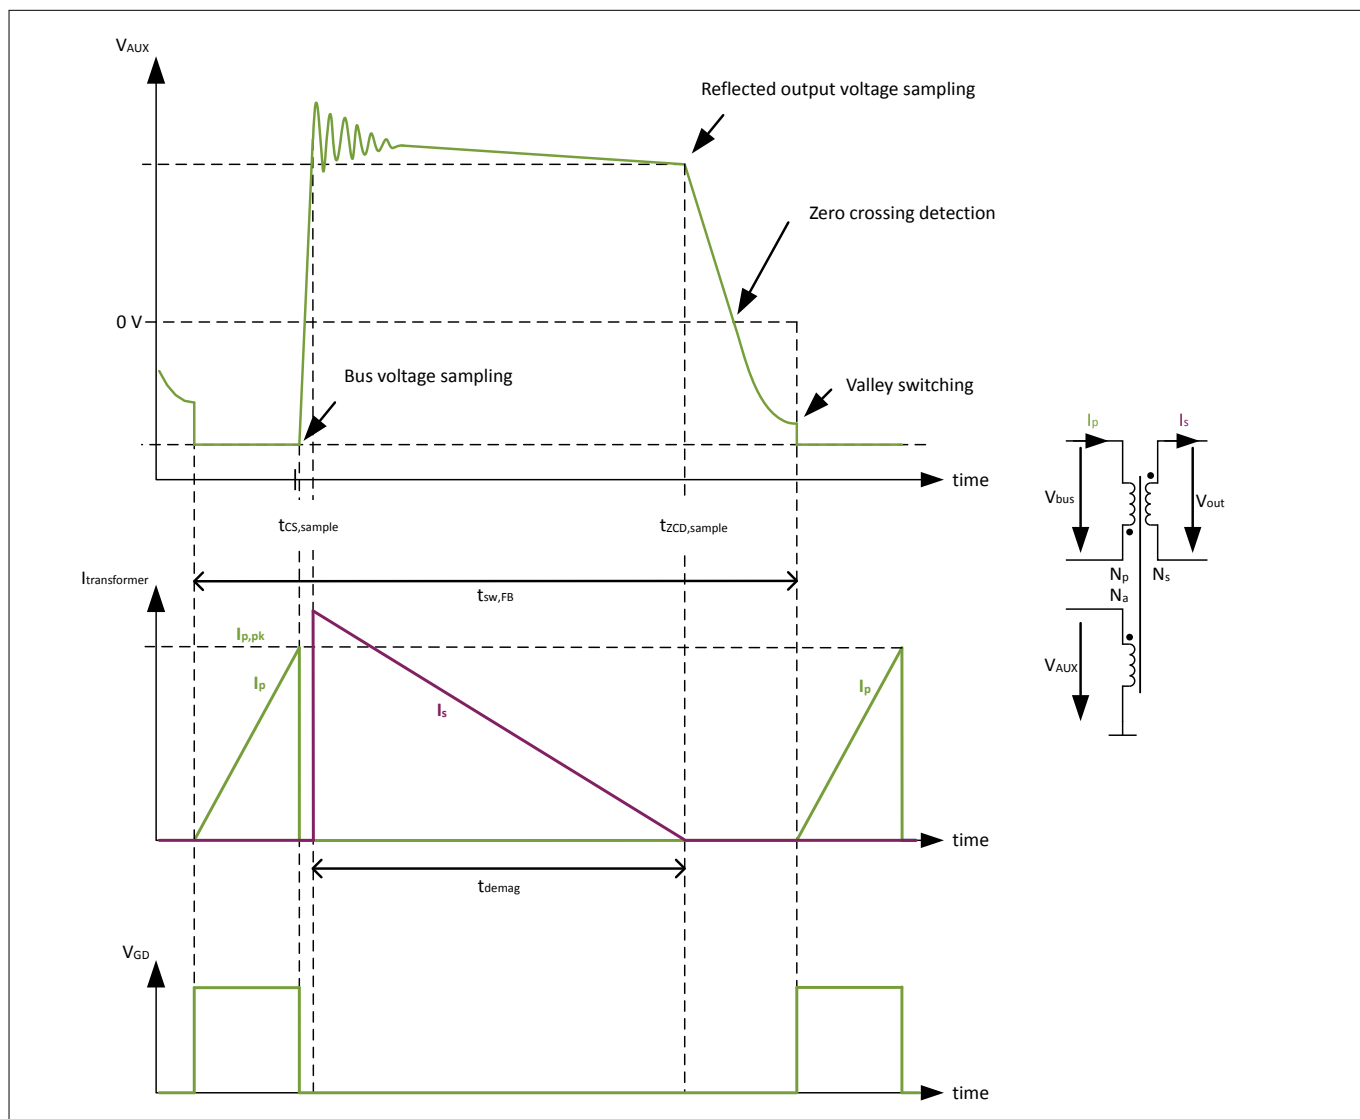 VAUX
Reflected output voltage sampling
Zero crossing detection
0 V
Bus voltage sampling
Valley switching
time
tCS,sample
tZCD,sample
Ip
Is
Vbus
Vout
Np
Ns
Na
VAUX
Itransformer
tsw,FB
Ip,pk
Ip
Is
Ip
time
tdemag
VGD
time